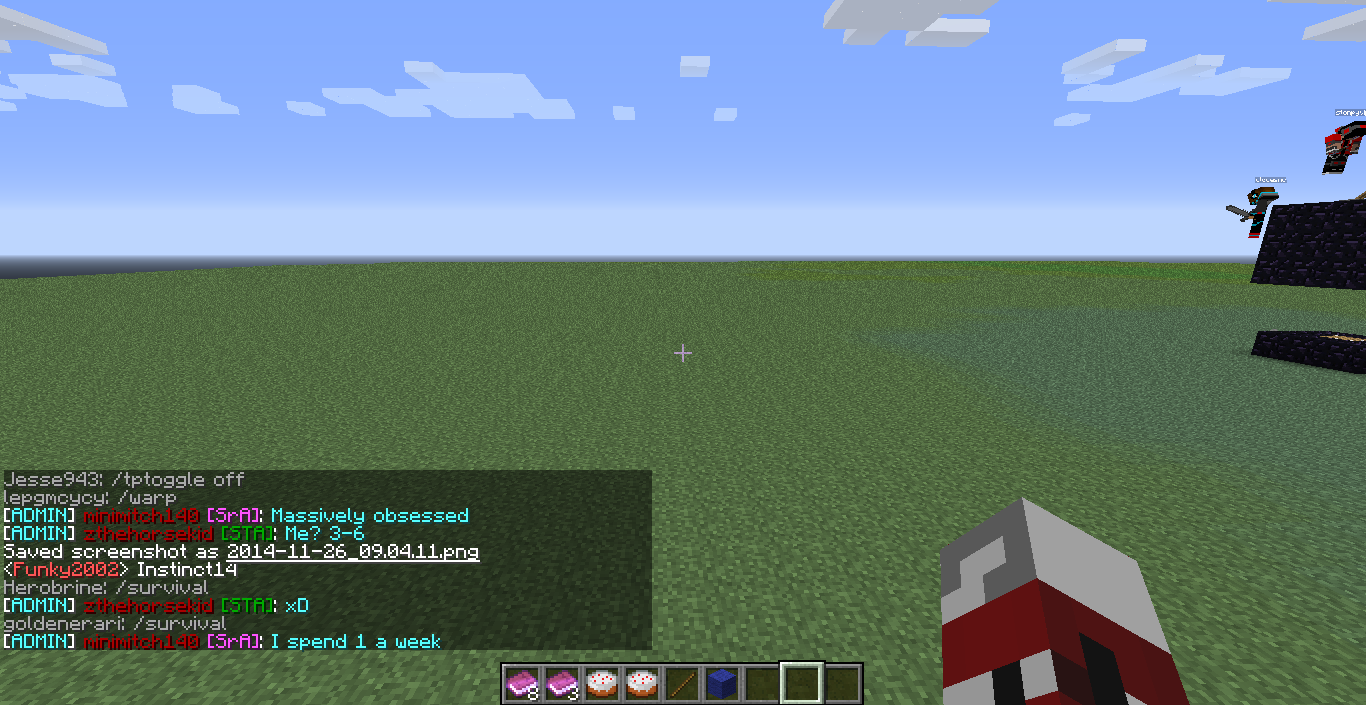 Jesse943: /tptoggle off
lepgmcycy: /warp
[ADMIN] minimitch140 [SrA]: Massively obsessed
[ADMIN] zthehorsekid [STA]: Me? 3-6
Saved screenshot as 2014-11-26_09.04.11.png
<Funky2002> Instinct14
Herobrine: /survival
[ADMIN] zthehorsekid [STA]: xD
goldenerari: /survival
[ADMIN] minimitch140 [SrA]: I spend 1 a week
8
3